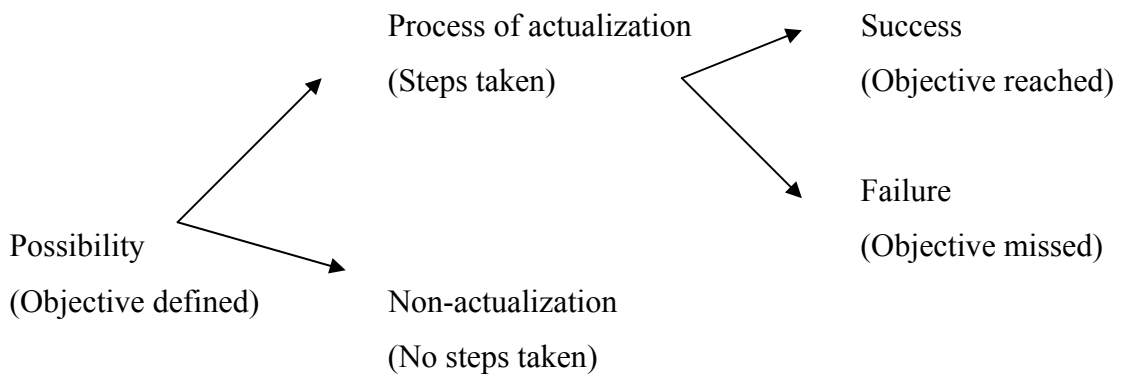 Process of actualization
(Steps taken)
Success
(Objective reached)
Failure
(Objective missed)
Possibility
(Objective defined)
Non-actualization
(No steps taken)